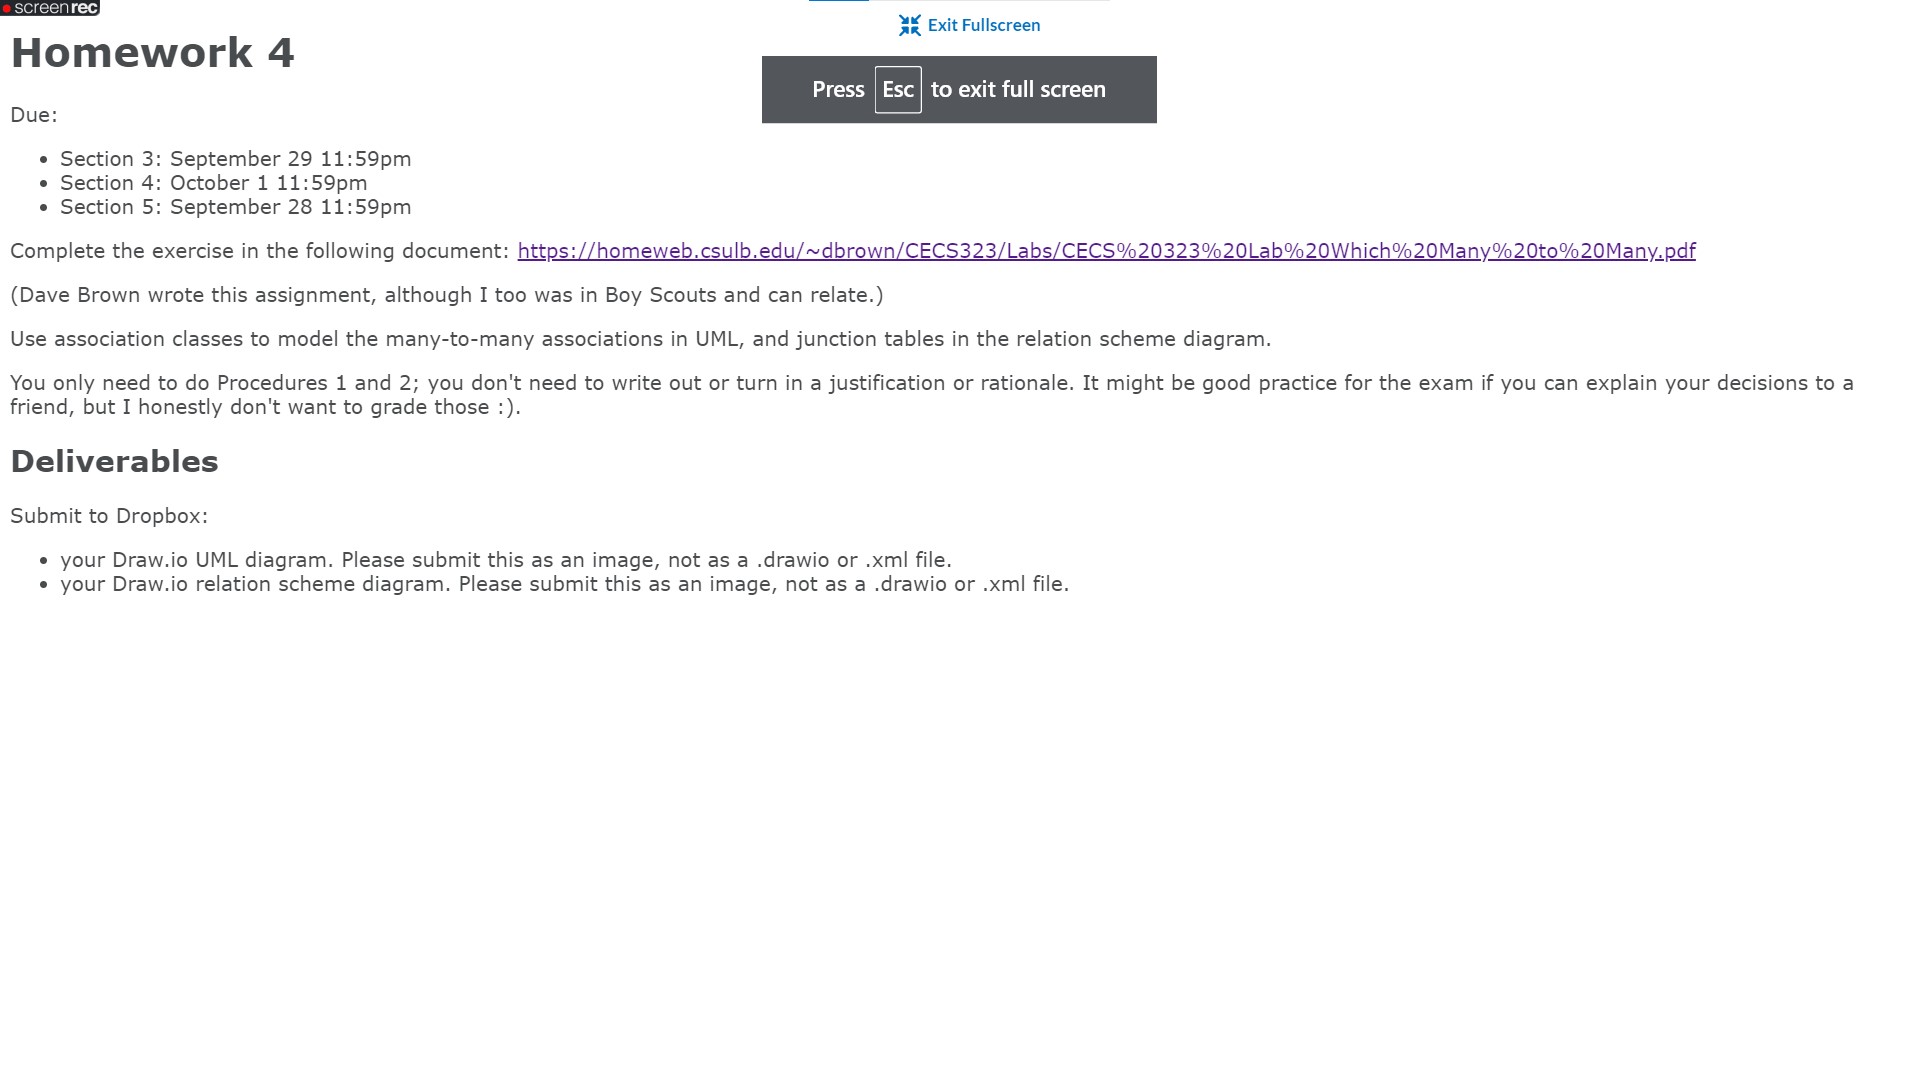 screenrec
Exit Fullscreen
Homework 4
Press Esc to exit full screen
Due:
Section 3: September 29 11:59pm
Section 4: October 1 11:59pm
Section 5: September 28 11:59pm
Complete the exercise in the following document: https://homeweb.csulb.edu/~dbrown/CECS323/Labs/CECS%20323%20Lab%20Which%20Many%20to%20Many.pdf
(Dave Brown wrote this assignment, although I too was in Boy Scouts and can relate.)
Use association classes to model the many-to-many associations in UML, and junction tables in the relation scheme diagram.
You only need to do Procedures 1 and 2; you don't need to write out or turn in a justification or rationale. It might be good practice for the exam if you can explain your decisions to a
friend, but I honestly don't want to grade those :).
Deliverables
Submit to Dropbox:
your Draw.io UML diagram. Please submit this as an image, not as a .drawio or .xml file.
your Draw.io relation scheme diagram. Please submit this as an image, not as a .drawio or .xml file.